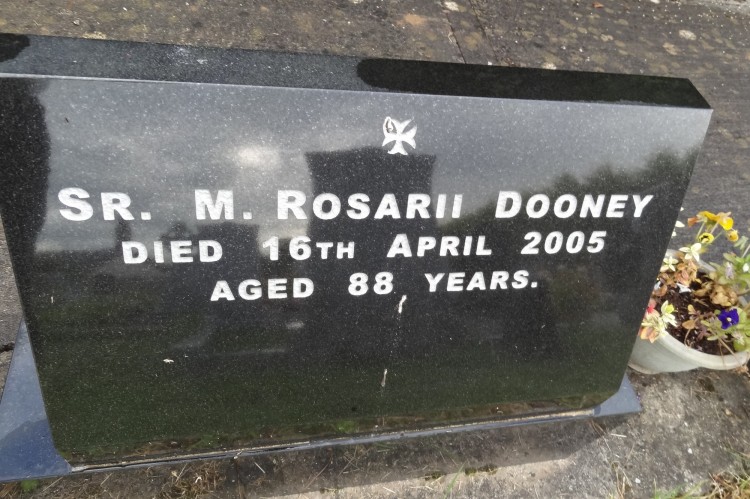 SR. M. ROSARII DOONEY
DIED 16TH APRIL 2005
AGED 88 YEARS.